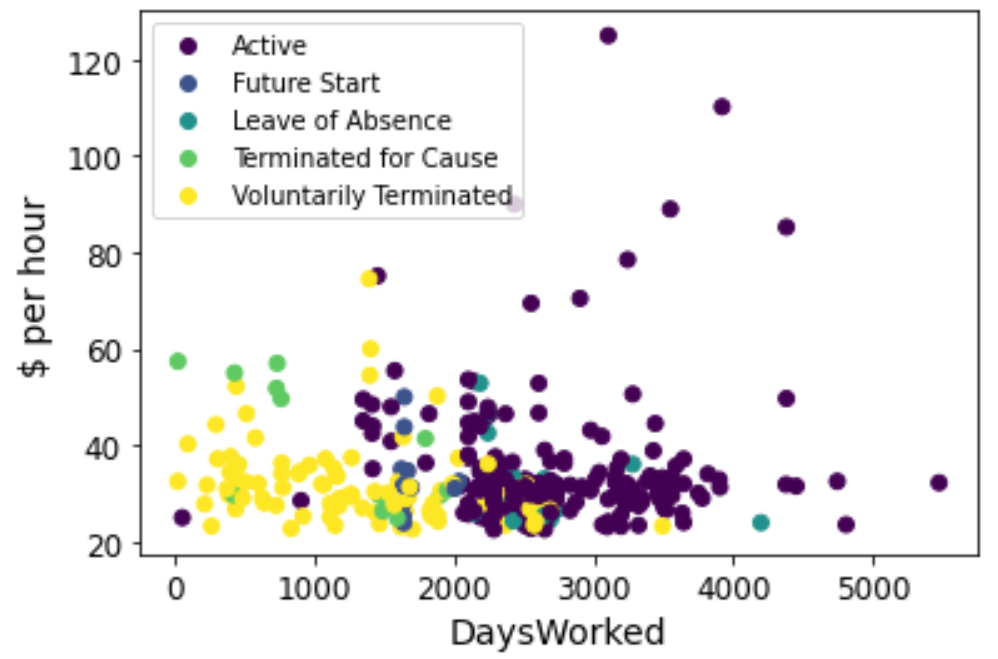 120
100
80
60
40
20
$ per hour
Active
Future Start
Leave of Absence
Terminated for Cause
Voluntarily Terminated
0 1000 2000 3000 4000 5000
DaysWorked